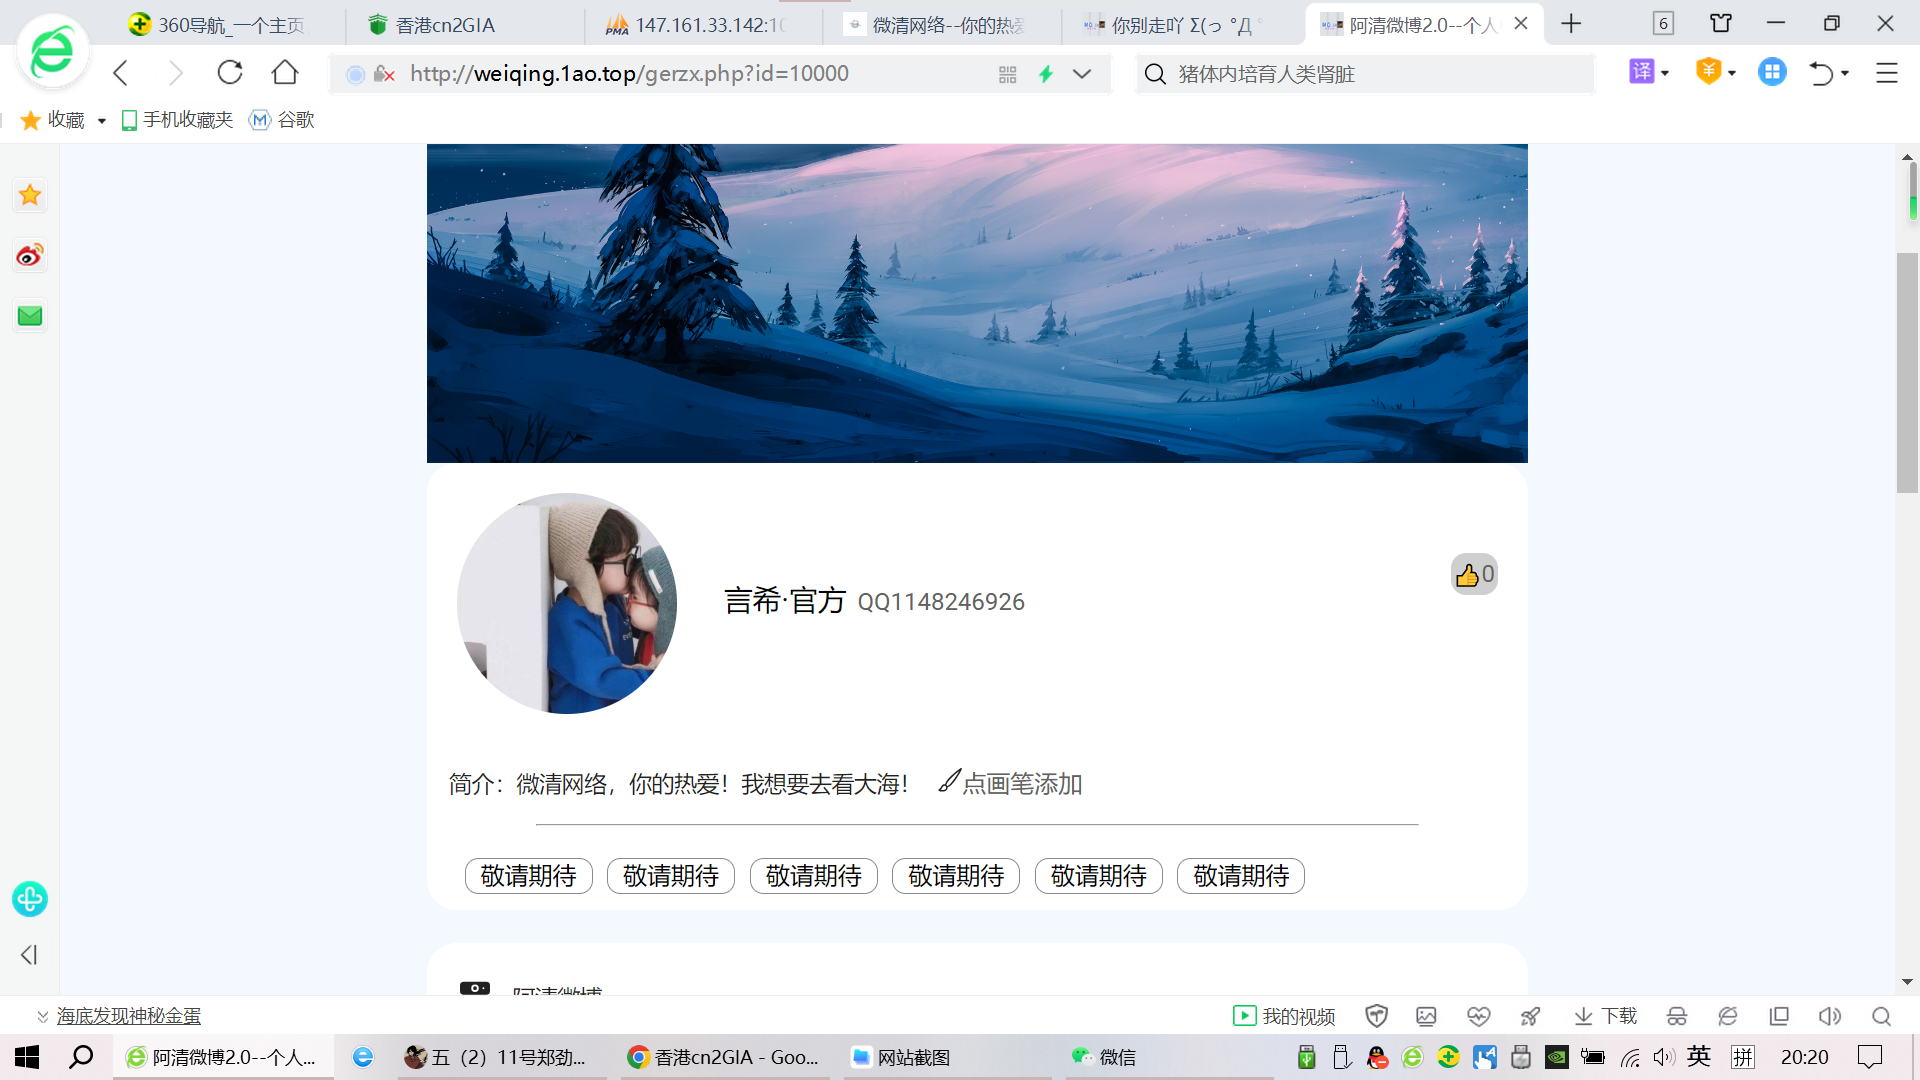 360导航_一个主页
香港cn2GIA
147.161.33.142:10
微清网络--你的热爱
你别走吖 Σ(っ °Д °
阿清微博2.0--个人
6
http://weiqing.1ao.top/gerzx.php?id=10000
猪体内培育人类肾脏
译
收藏
手机收藏夹
谷歌
言希·官方 QQ1148246926
0
简介：微清网络，你的热爱！我想要去看大海！
点画笔添加
敬请期待 敬请期待 敬请期待 敬请期待 敬请期待 敬请期待
阿清微博
海底发现神秘金蛋
我的视频
下载
阿清微博2.0--个人...
五（2）11号郑劲...
香港cn2GIA - Goo...
网站截图
微信
英
拼
20:20